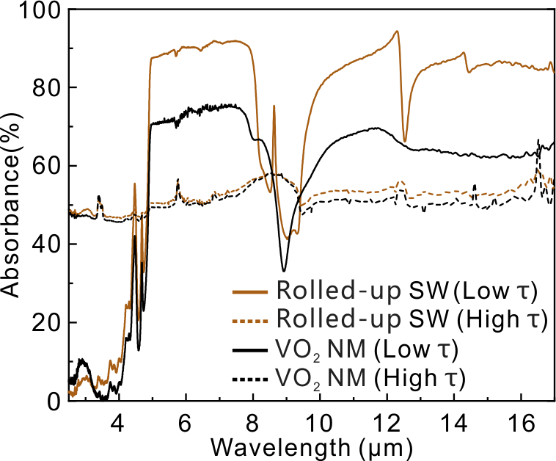 100
80
60
40
20
0
Absorbance(%)
Rolled-up SW (Low τ)
Rolled-up SW (High τ)
VO₂ NM (Low τ)
VO₂ NM (High τ)
4 6 8 10 12 14 16
Wavelength (μm)